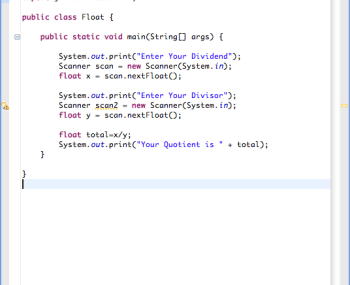 public class Float {
public static void main(String[] args) {
System.out.print("Enter Your Dividend");
Scanner scan = new Scanner(System.in);
float x = scan.nextFloat();
System.out.print("Enter Your Divisor");
Scanner scan2 = new Scanner(System.in);
float y = scan.nextFloat();
float total=x/y;
System.out.print("Your Quotient is " + total);
}
}